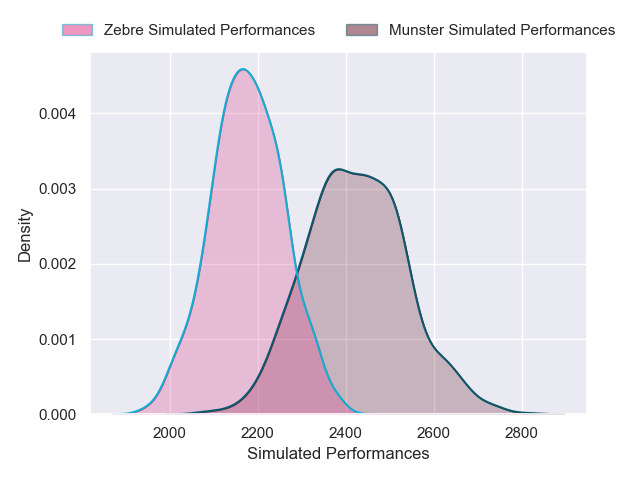 Zebre Simulated Performances Munster Simulated Performances
0.004
0.003
0.002
0.001
0.000
Density
2000 2200 2400 2600 2800
Simulated Performances